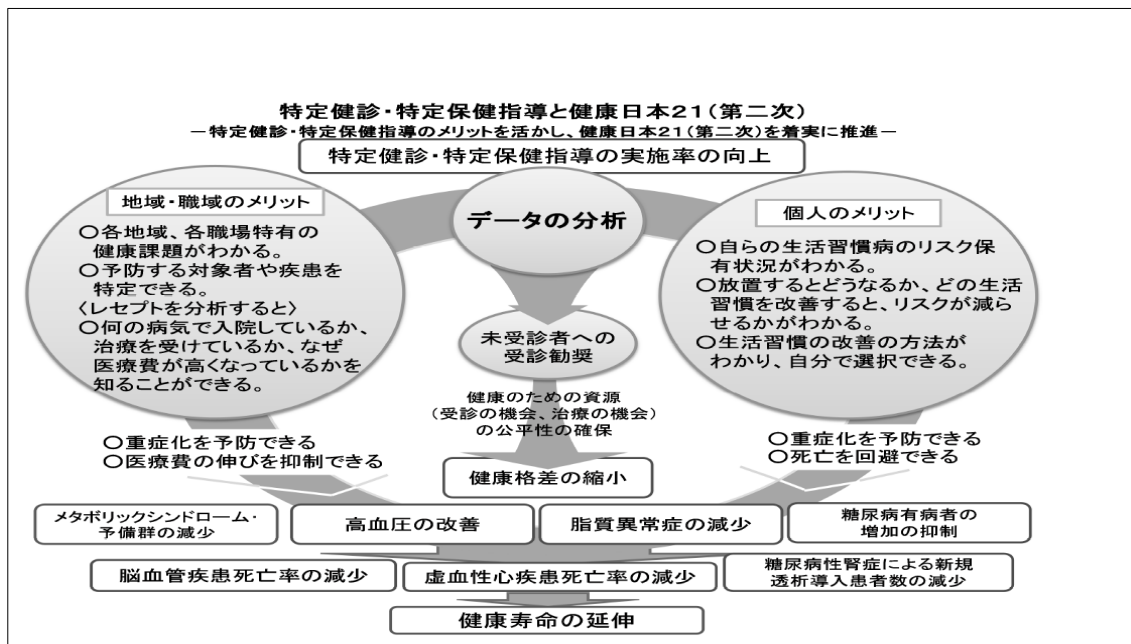 特定健診・特定保健指導と健康日本21(第二次)
－特定健診・特定保健指導のメリットを活かし、健康日本21(第二次)を着実に推進－
特定健診・特定保健指導の実施率の向上
地域・職域のメリット
○各地域、各職場特有の
健康課題がわかる。
○予防する対象者や疾患を
特定できる。
〈レセプトを分析すると〉
○何の病気で入院しているか、
治療を受けているか、なぜ
医療費が高くなっているかを
知ることができる。
データの分析
未受診者への
受診勧奨
健康のための資源
(受診の機会、治療の機会)
の公平性の確保
健康格差の縮小
個人のメリット
○自らの生活習慣病のリスク保
有状況がわかる。
○放置するとどうなるか、どの生活
習慣を改善すると、リスクが減ら
せるかがわかる。
○生活習慣の改善の方法が
わかり、自分で選択できる。
○重症化を予防できる
○医療費の伸びを抑制できる
○重症化を予防できる
○死亡を回避できる
メタボリックシンドローム・
予備群の減少
高血圧の改善
脂質異常症の減少
糖尿病有病者の
増加の抑制
脳血管疾患死亡率の減少
虚血性心疾患死亡率の減少
糖尿病性腎症による新規
透析導入患者数の減少
健康寿命の延伸